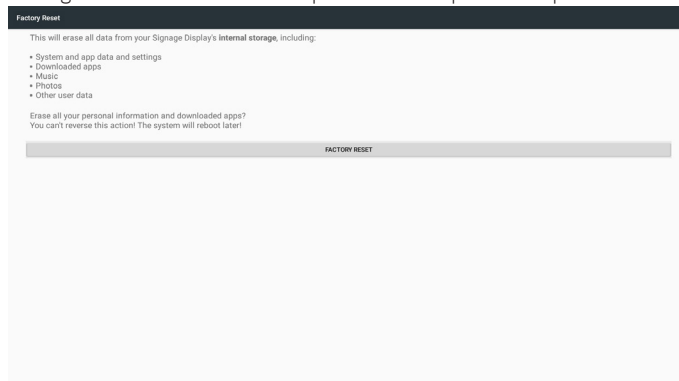 Factory Reset
This will erase all data from your Signage Display's internal storage, including:
• System and app data and settings
• Downloaded apps
• Music
• Photos
• Other user data
Erase all your personal information and downloaded apps?
You can't reverse this action! The system will reboot later!
FACTORY RESET